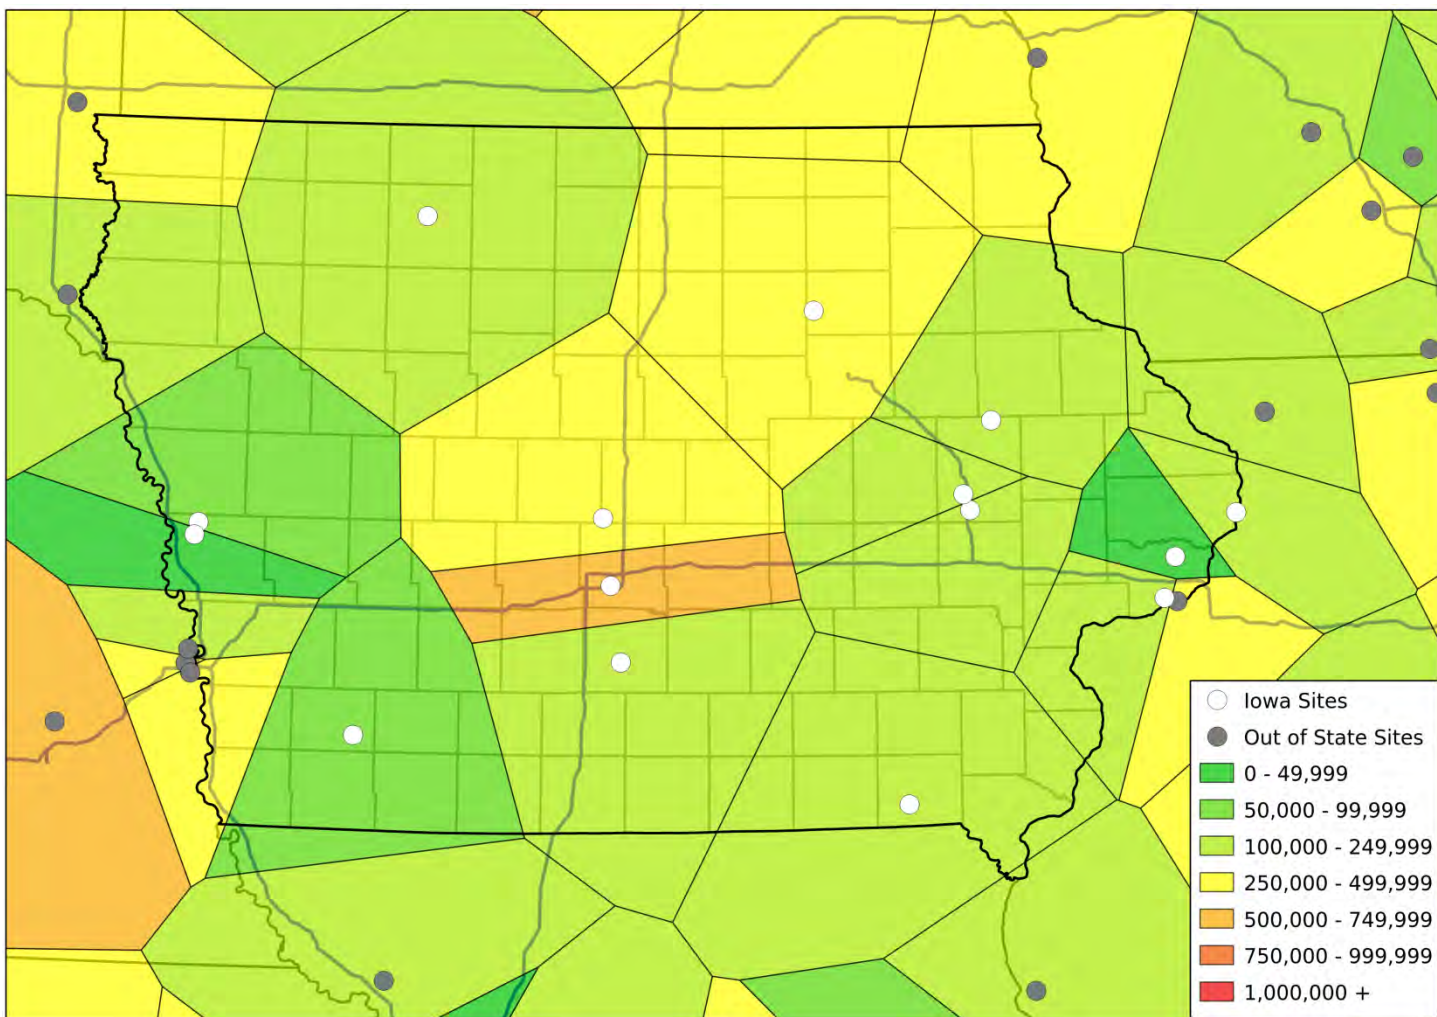 Iowa Sites
Out of State Sites
0 - 49,999
50,000 - 99,999
100,000 - 249,999
250,000 - 499,999
500,000 - 749,999
750,000 - 999,999
1,000,000 +